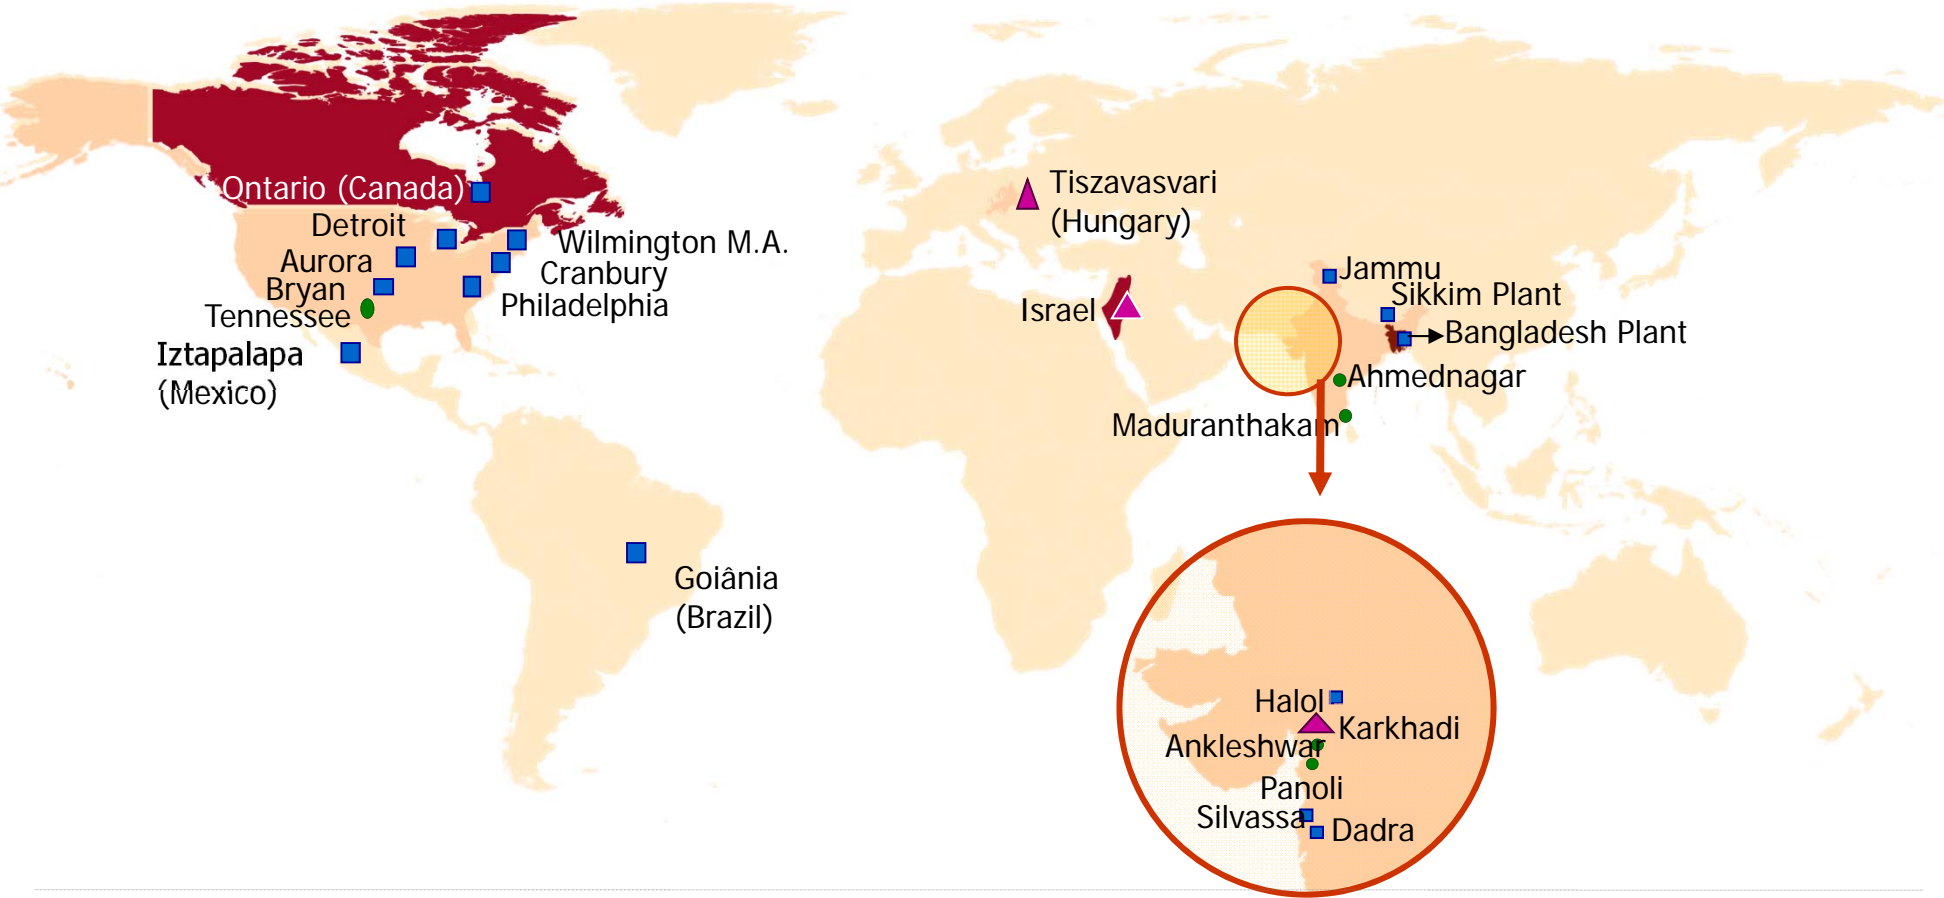 Ontario (Canada)
Detroit
Aurora
Bryan
Tennessee
Iztapalapa
(Mexico)
Wilmington M.A.
Cranbury
Philadelphia
Goiânia
(Brazil)
Tiszavasvari
(Hungary)
Israel
Jammu
Sikkim Plant
Bangladesh Plant
Ahmednagar
Maduranthakam
Halol
Karkhadi
Ankleshwar
Panoli
Silvassa
Dadra